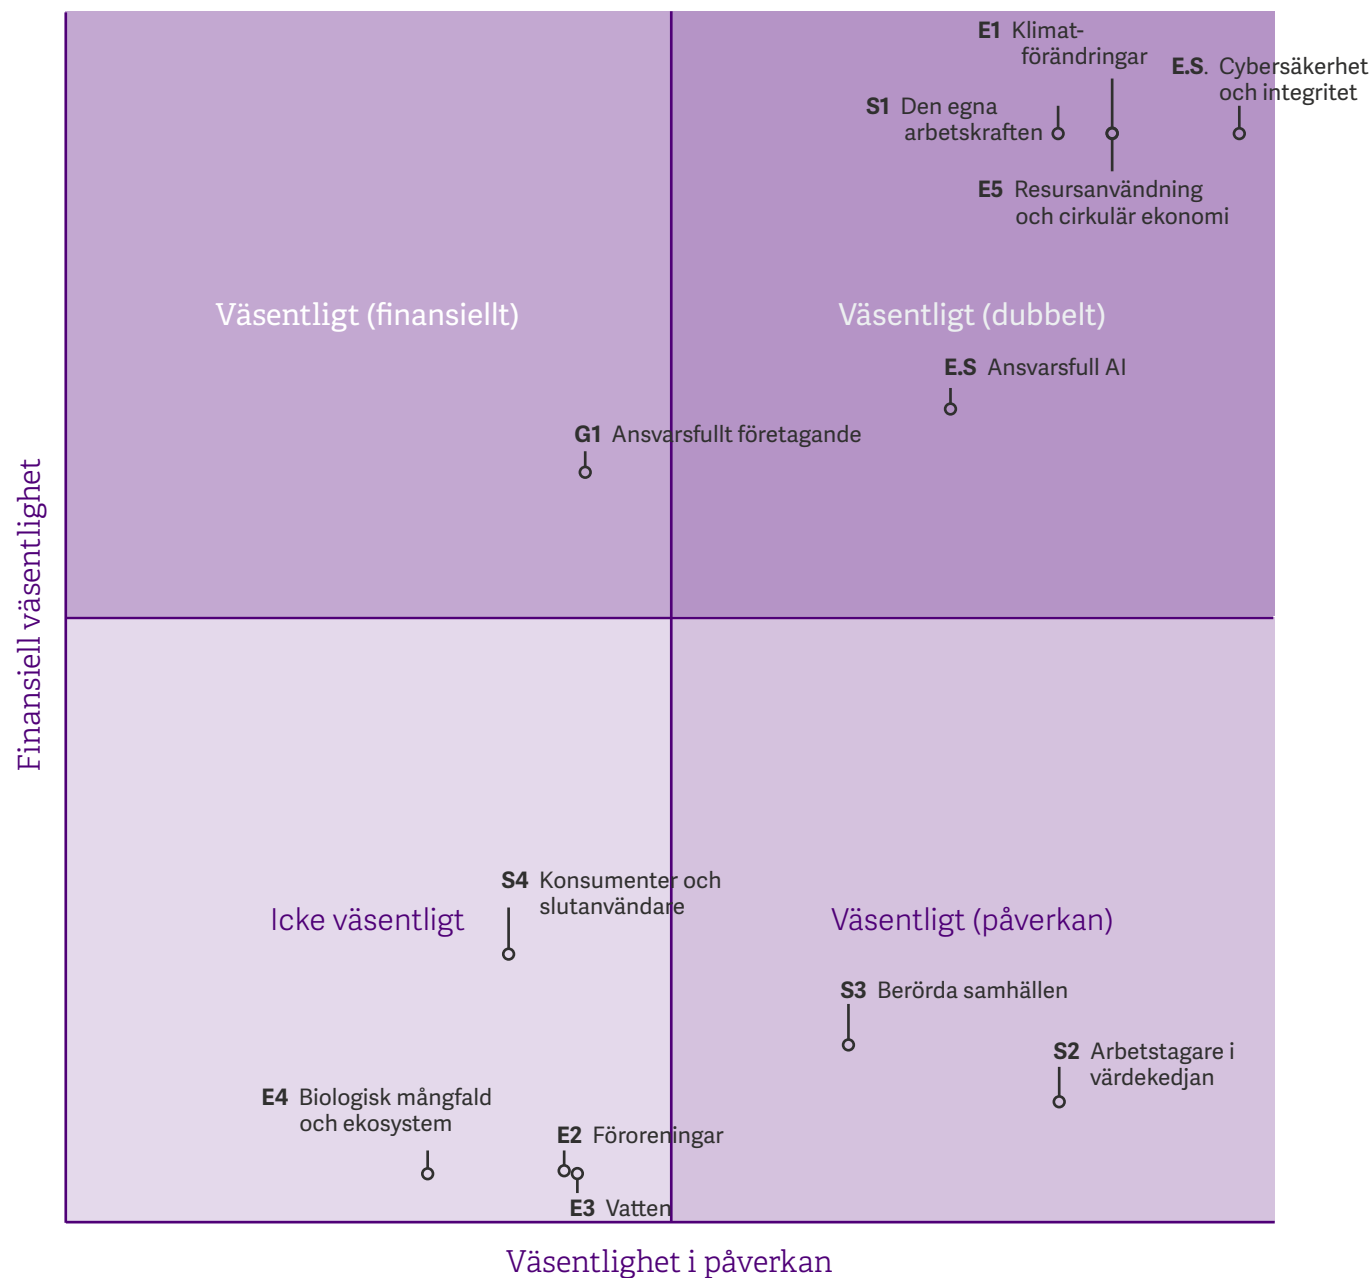 E1 Klimat-
förändringar
E.S. Cybersäkerhet
och integritet
S1 Den egna
arbetskraften
E5 Resursanvändning
och cirkulär ekonomi
Väsentligt (finansiellt)
Väsentligt (dubbelt)
E.S Ansvarsfull AI
G1 Ansvarsfullt företagande
Finansiell väsentlighet
S4 Konsumenter och
slutanvändare
Icke väsentligt
Väsentligt (påverkan)
S3 Berörda samhällen
S2 Arbetstagare i
värdekedjan
E4 Biologisk mångfald
och ekosystem
E2 Föroreningar
E3 Vatten
Väsentlighet i påverkan